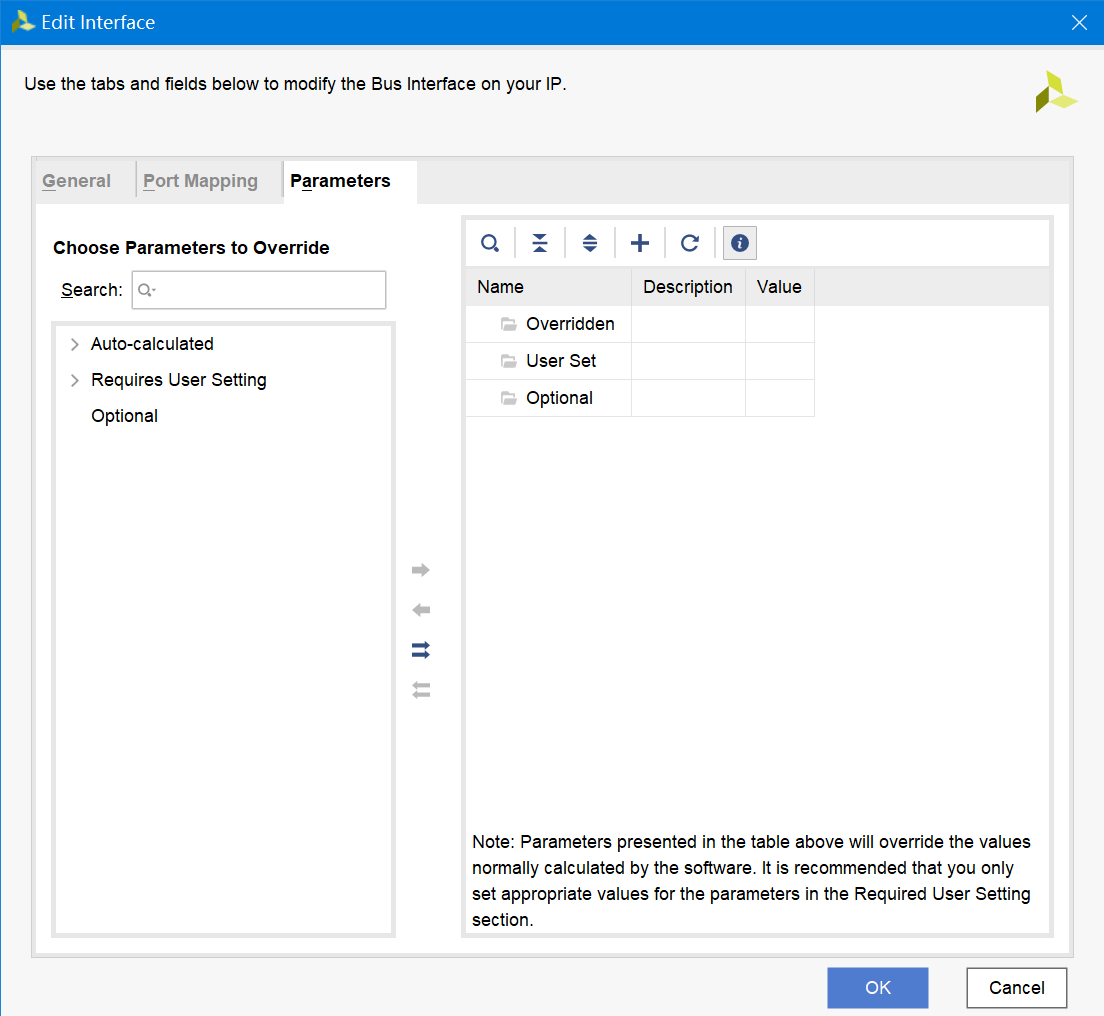 Edit Interface
Use the tabs and fields below to modify the Bus Interface on your IP.
General
Port Mapping
Parameters
Choose Parameters to Override
Search:
Auto-calculated
Requires User Setting
Optional
Name
Description
Value
Overridden
User Set
Optional
Note: Parameters presented in the table above will override the values
normally calculated by the software. It is recommended that you only
set appropriate values for the parameters in the Required User Setting
section.
OK
Cancel